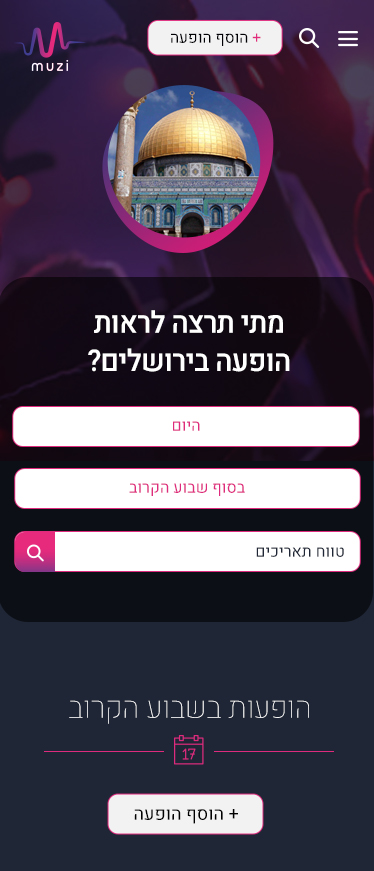 muzi
+ הוסף הופעה
מתי תרצה לראות
הופעה בירושלים?
היום
בסוף שבוע הקרוב
טווח תאריכים
הופעות בשבוע הקרוב
17
+ הוסף הופעה